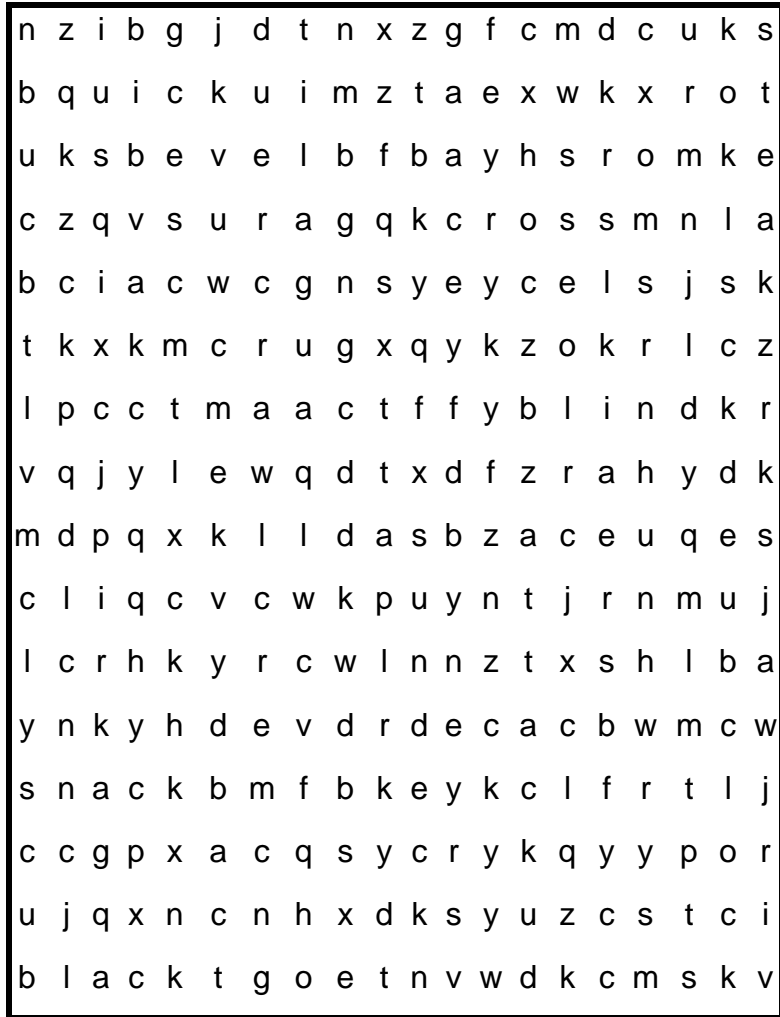 n z i b g j d t n x z g f c m d c u k s
b q u i c k u i m z t a e x w k x r o t
u k s b e v e l b f b a y h s r o m k e
c z q v s u r a g q k c r o s s m n l a
b c i a c w c g n s y e y c e l s j s k
t k x k m c r u g x q y k z o k r l c z
l p c c t m a a c t f f y b l i n d k r
v q j y l e w q d t x d f z r a h y d k
m d p q x k l l d a s b z a c e u q e s
c l i q c v c w k p u y n t j r n m u j
l c r h k y r c w l n n z t x s h l b a
y n k y h d e v d r d e c a c b w m c w
s n a c k b m f b k e y k c l f r t l j
c c g p x a c q s y c r y k q y y p o r
u j q x n c n h x d k s y u z c s t c i
b l a c k t g o e t n v w d k c m s k v